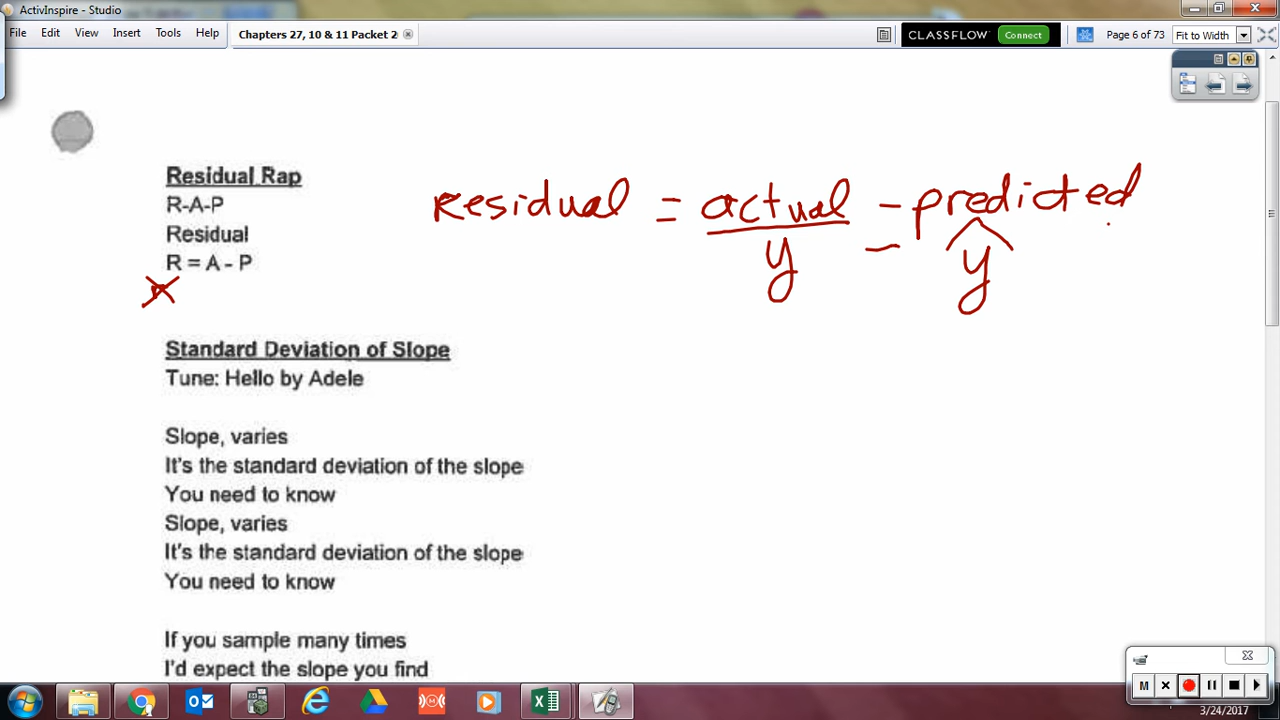 ActivInspire - Studio
File Edit View Insert Tools Help Chapters 27, 10 & 11 Packet 2 CLASSFLOW Connect Page 6 of 73 Fit to Width
Residual Rap
R-A-P
Residual
R = A - P
Residual = actual - predicted
y - ŷ
Standard Deviation of Slope
Tune: Hello by Adele
Slope, varies
It's the standard deviation of the slope
You need to know
Slope, varies
It's the standard deviation of the slope
You need to know
If you sample many times
I'd expect the slope you find
M
3/24/2017